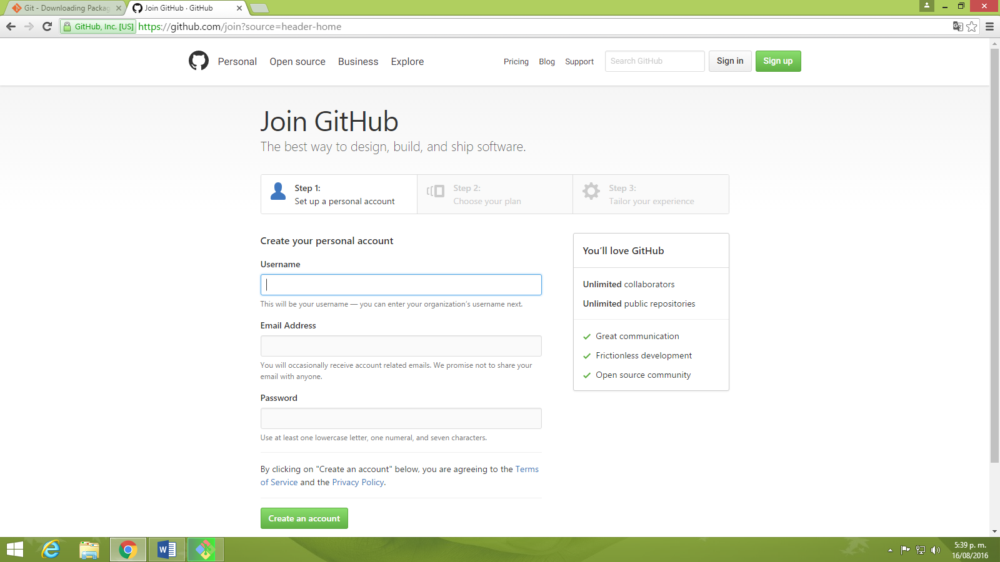 Git - Downloading Packag
Join GitHub · GitHub
GitHub, Inc. [US] https://github.com/join?source=header-home
Personal Open source Business Explore Pricing Blog Support Search GitHub Sign in Sign up
Join GitHub
The best way to design, build, and ship software.
Step 1:
Set up a personal account
Step 2:
Choose your plan
Step 3:
Tailor your experience
Create your personal account
Username
This will be your username — you can enter your organization's username next.
Email Address
You will occasionally receive account related emails. We promise not to share your
email with anyone.
Password
Use at least one lowercase letter, one numeral, and seven characters.
By clicking on "Create an account" below, you are agreeing to the Terms
of Service and the Privacy Policy.
Create an account
You'll love GitHub
Unlimited collaborators
Unlimited public repositories
Great communication
Frictionless development
Open source community
5:39 p. m.
16/08/2016